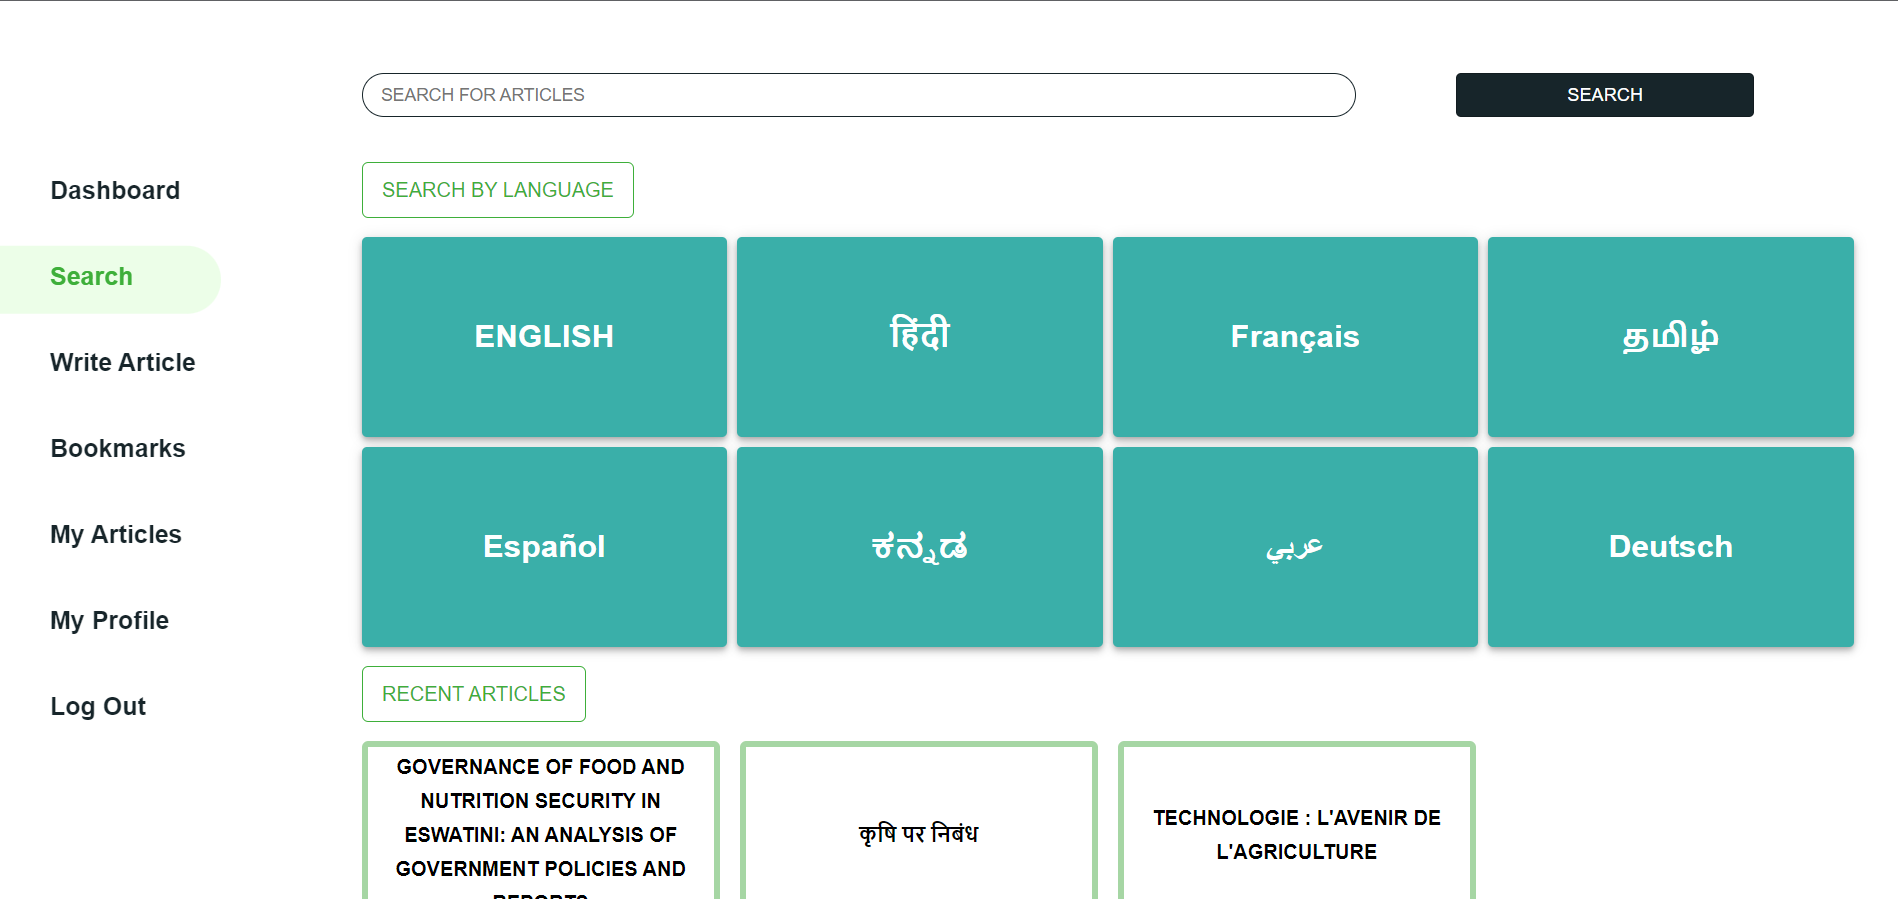 SEARCH FOR ARTICLES
SEARCH
Dashboard
Search
Write Article
Bookmarks
My Articles
My Profile
Log Out
SEARCH BY LANGUAGE
ENGLISH
हिंदी
Français
தமிழ்
Español
ಕನ್ನಡ
عربي
Deutsch
RECENT ARTICLES
GOVERNANCE OF FOOD AND
NUTRITION SECURITY IN
ESWATINI: AN ANALYSIS OF
GOVERNMENT POLICIES AND
REPORTS
कृषि पर निबंध
TECHNOLOGIE : L'AVENIR DE
L'AGRICULTURE